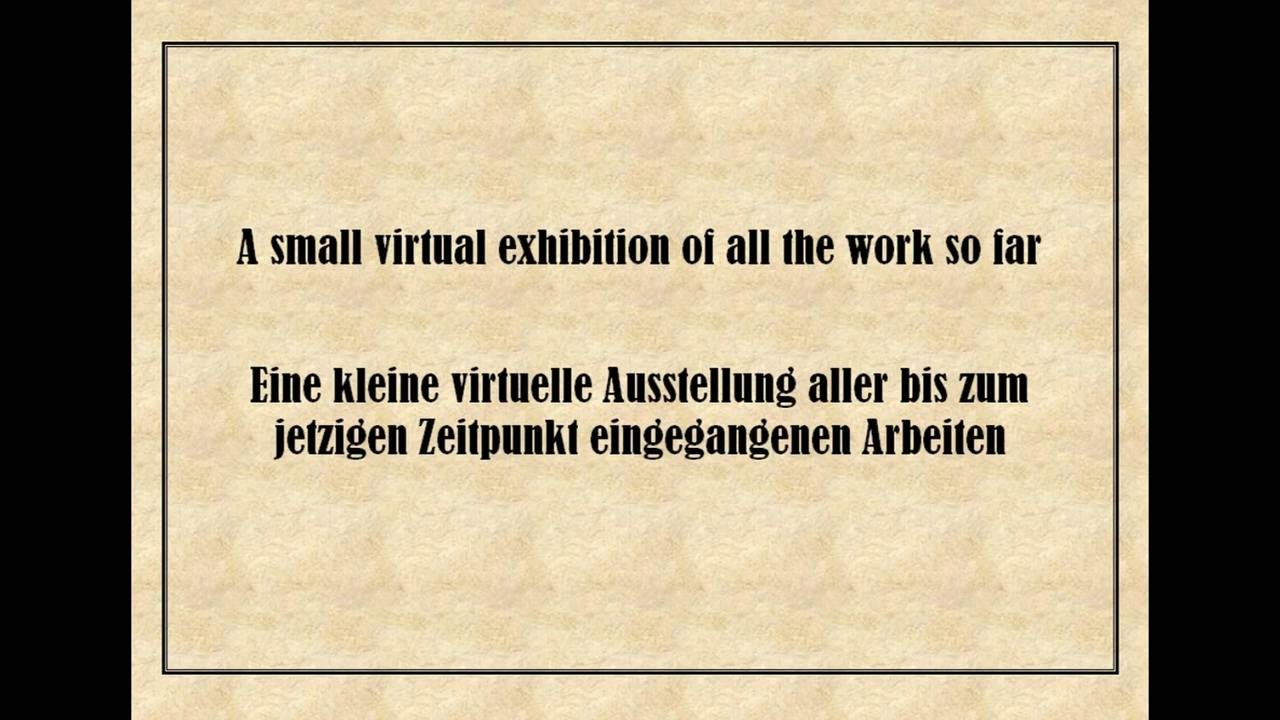 A small virtual exhibition of all the work so far
Eine kleine virtuelle Ausstellung aller bis zum
jetzigen Zeitpunkt eingegangenen Arbeiten